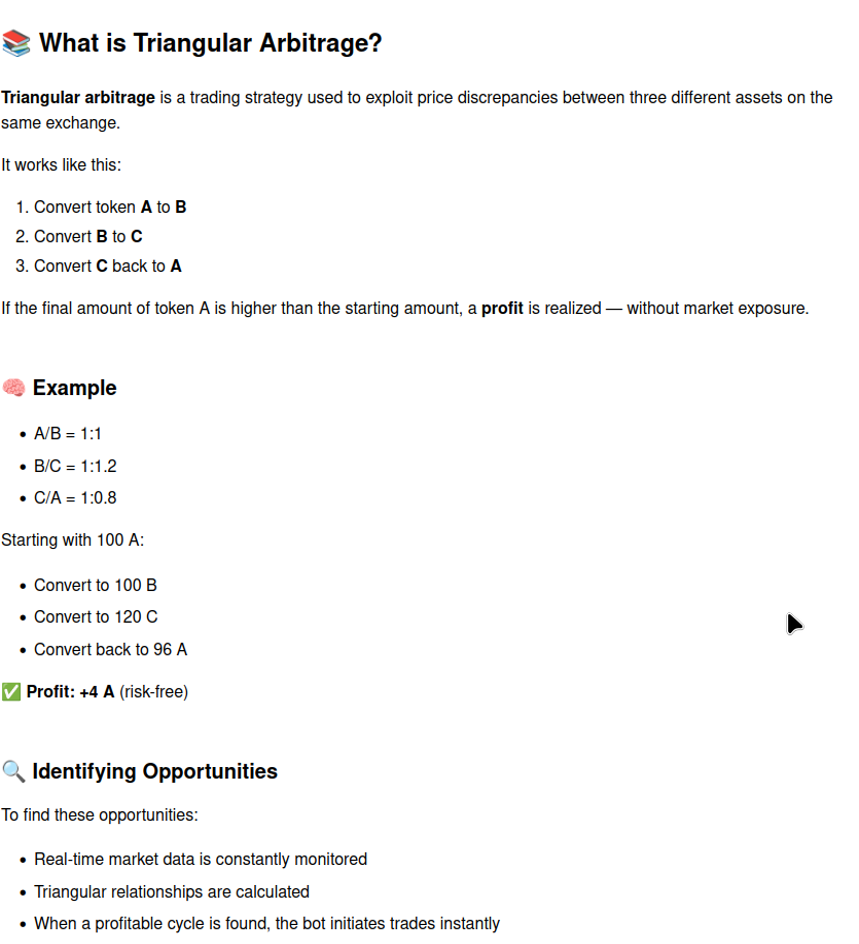 📚 What is Triangular Arbitrage?
Triangular arbitrage is a trading strategy used to exploit price discrepancies between three different assets on the
same exchange.
It works like this:
1. Convert token A to B
2. Convert B to C
3. Convert C back to A
If the final amount of token A is higher than the starting amount, a profit is realized — without market exposure.
🧠 Example
• A/B = 1:1
• B/C = 1:1.2
• C/A = 1:0.8
Starting with 100 A:
• Convert to 100 B
• Convert to 120 C
• Convert back to 96 A
✅ Profit: +4 A (risk-free)
🔍 Identifying Opportunities
To find these opportunities:
• Real-time market data is constantly monitored
• Triangular relationships are calculated
• When a profitable cycle is found, the bot initiates trades instantly